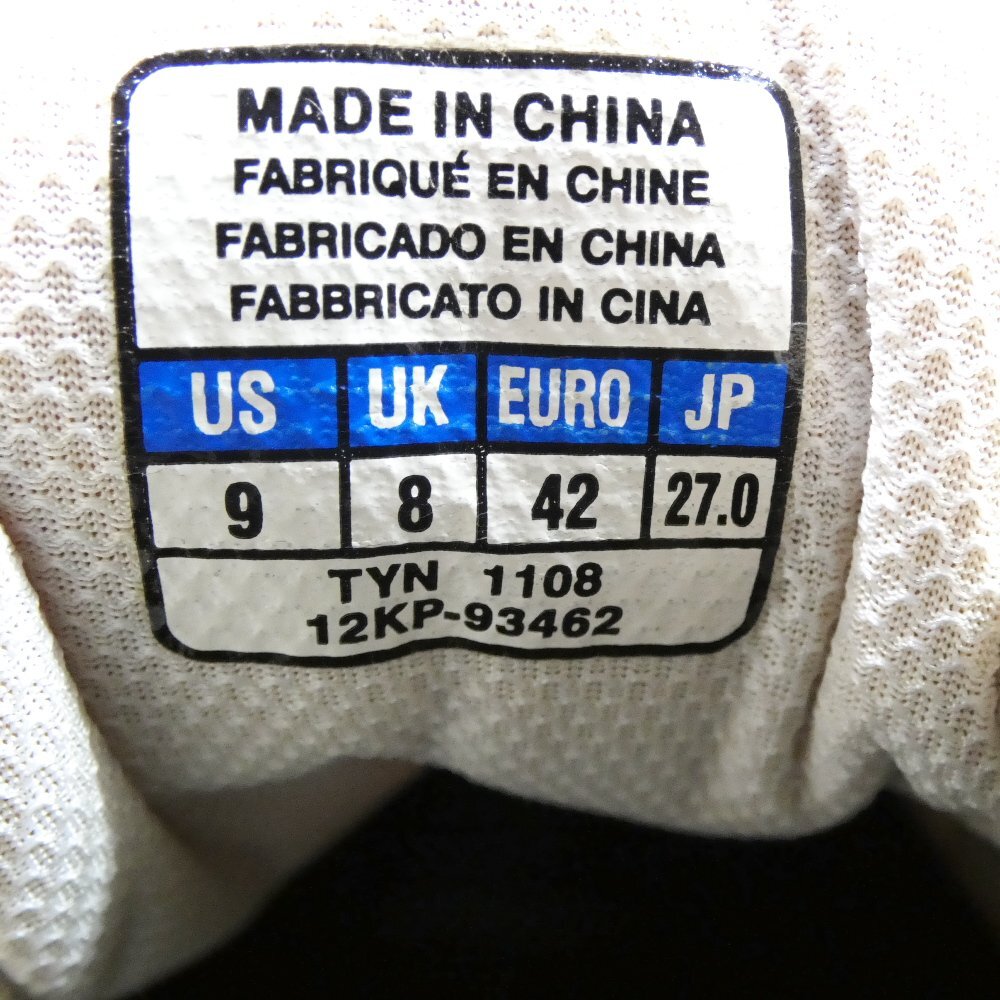 MADE IN CHINA
FABRIQUÉ EN CHINE
FABRICADO EN CHINA
FABBRICATO IN CINA
US UK EURO JP
9 8 42 27.0
TYN 1108
12KP-93462